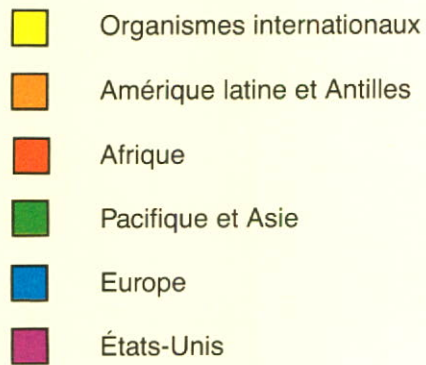 Organismes internationaux
Amérique latine et Antilles
Afrique
Pacifique et Asie
Europe
États-Unis